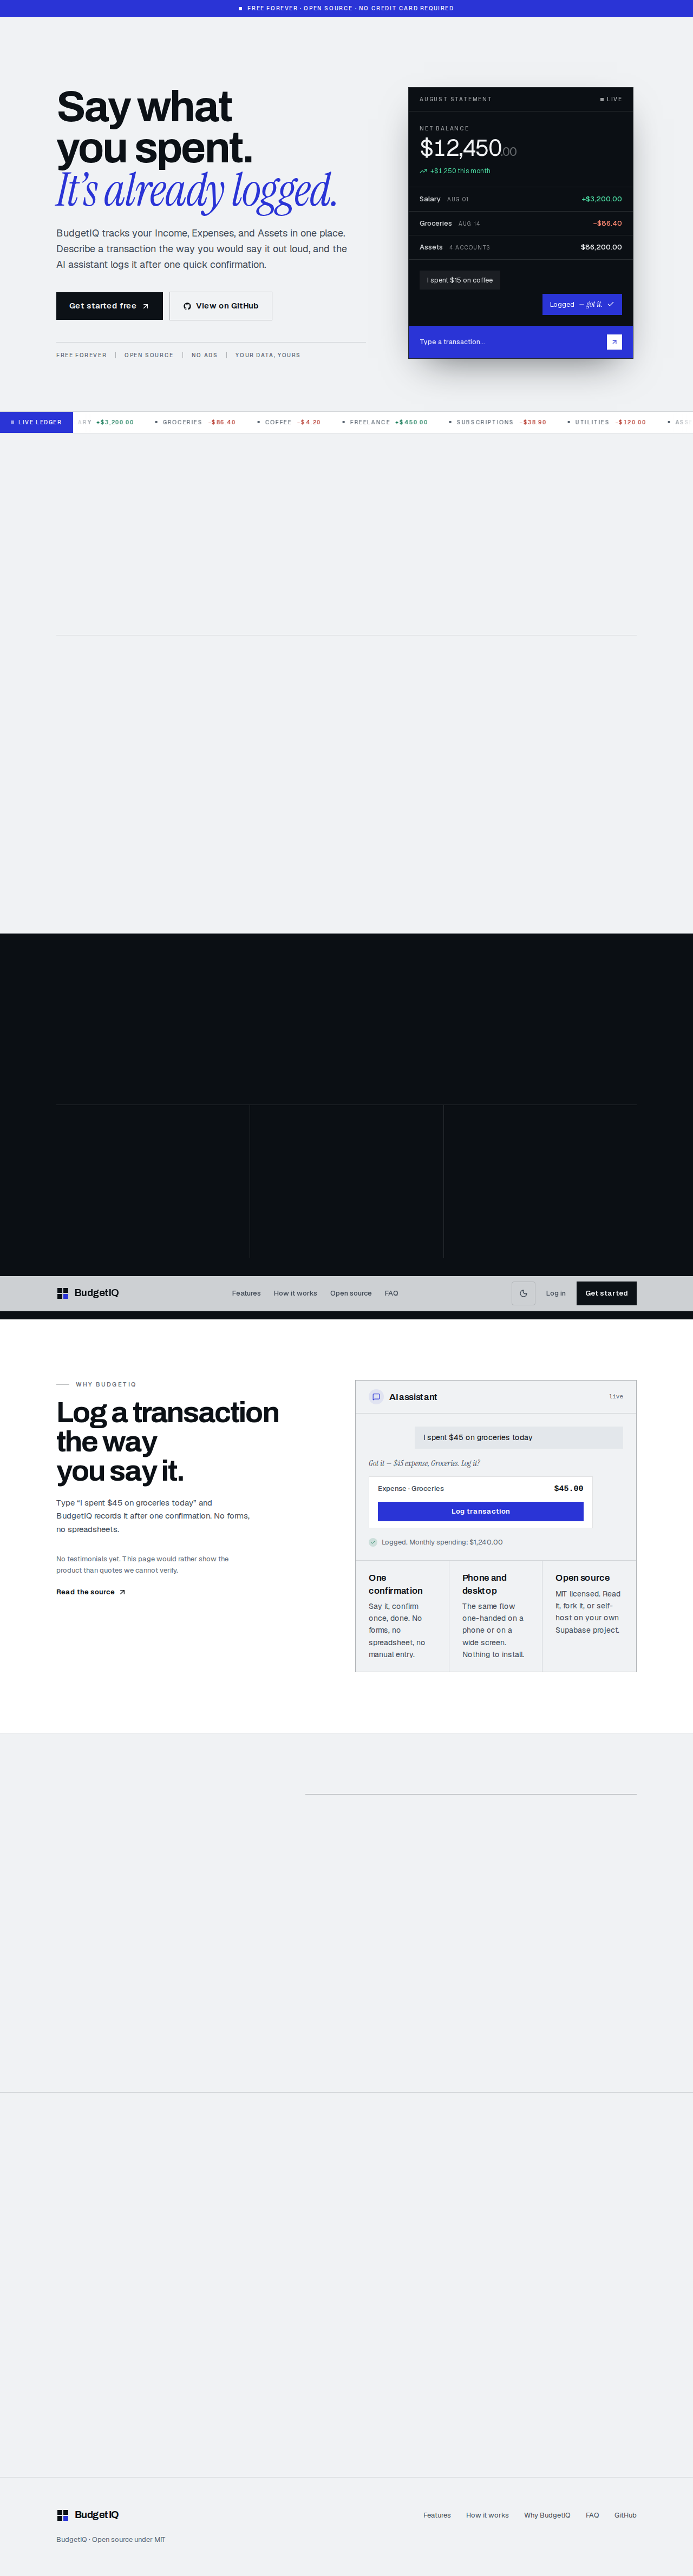 FREE FOREVER · OPEN SOURCE · NO CREDIT CARD REQUIRED
Say what
you spent.
It's already logged.
BudgetIQ tracks your Income, Expenses, and Assets in one place.
Describe a transaction the way you would say it out loud, and the
AI assistant logs it after one quick confirmation.
Get started free
View on GitHub
FREE FOREVER
OPEN SOURCE
NO ADS
YOUR DATA, YOURS
AUGUST STATEMENT
LIVE
NET BALANCE
$12,450.00
+$1,250 this month
Salary AUG 01 +$3,200.00
Groceries AUG 14 −$86.40
Assets 4 ACCOUNTS $86,200.00
I spent $15 on coffee
Logged — got it.
Type a transaction...
LIVE LEDGER
+$3,200.00
GROCERIES −$86.40
COFFEE −$4.20
FREELANCE +$450.00
SUBSCRIPTIONS −$38.90
UTILITIES −$120.00
BudgetIQ
Features
How it works
Open source
FAQ
Log in
Get started
WHY BUDGETIQ
Log a transaction
the way
you say it.
Type “I spent $45 on groceries today” and
BudgetIQ records it after one confirmation. No forms,
no spreadsheets.
No testimonials yet. This page would rather show the
product than quotes we cannot verify.
Read the source
AI assistant
live
I spent $45 on groceries today
Got it — $45 expense, Groceries. Log it?
Expense · Groceries $45.00
Log transaction
Logged. Monthly spending: $1,240.00
One
confirmation
Say it, confirm
once, done. No
forms, no
spreadsheet, no
manual entry.
Phone and
desktop
The same flow
one-handed on a
phone or on a
wide screen.
Nothing to install.
Open source
MIT licensed. Read
it, fork it, or self-
host on your own
Supabase project.
BudgetIQ
Features
How it works
Why BudgetIQ
FAQ
GitHub
BudgetIQ · Open source under MIT